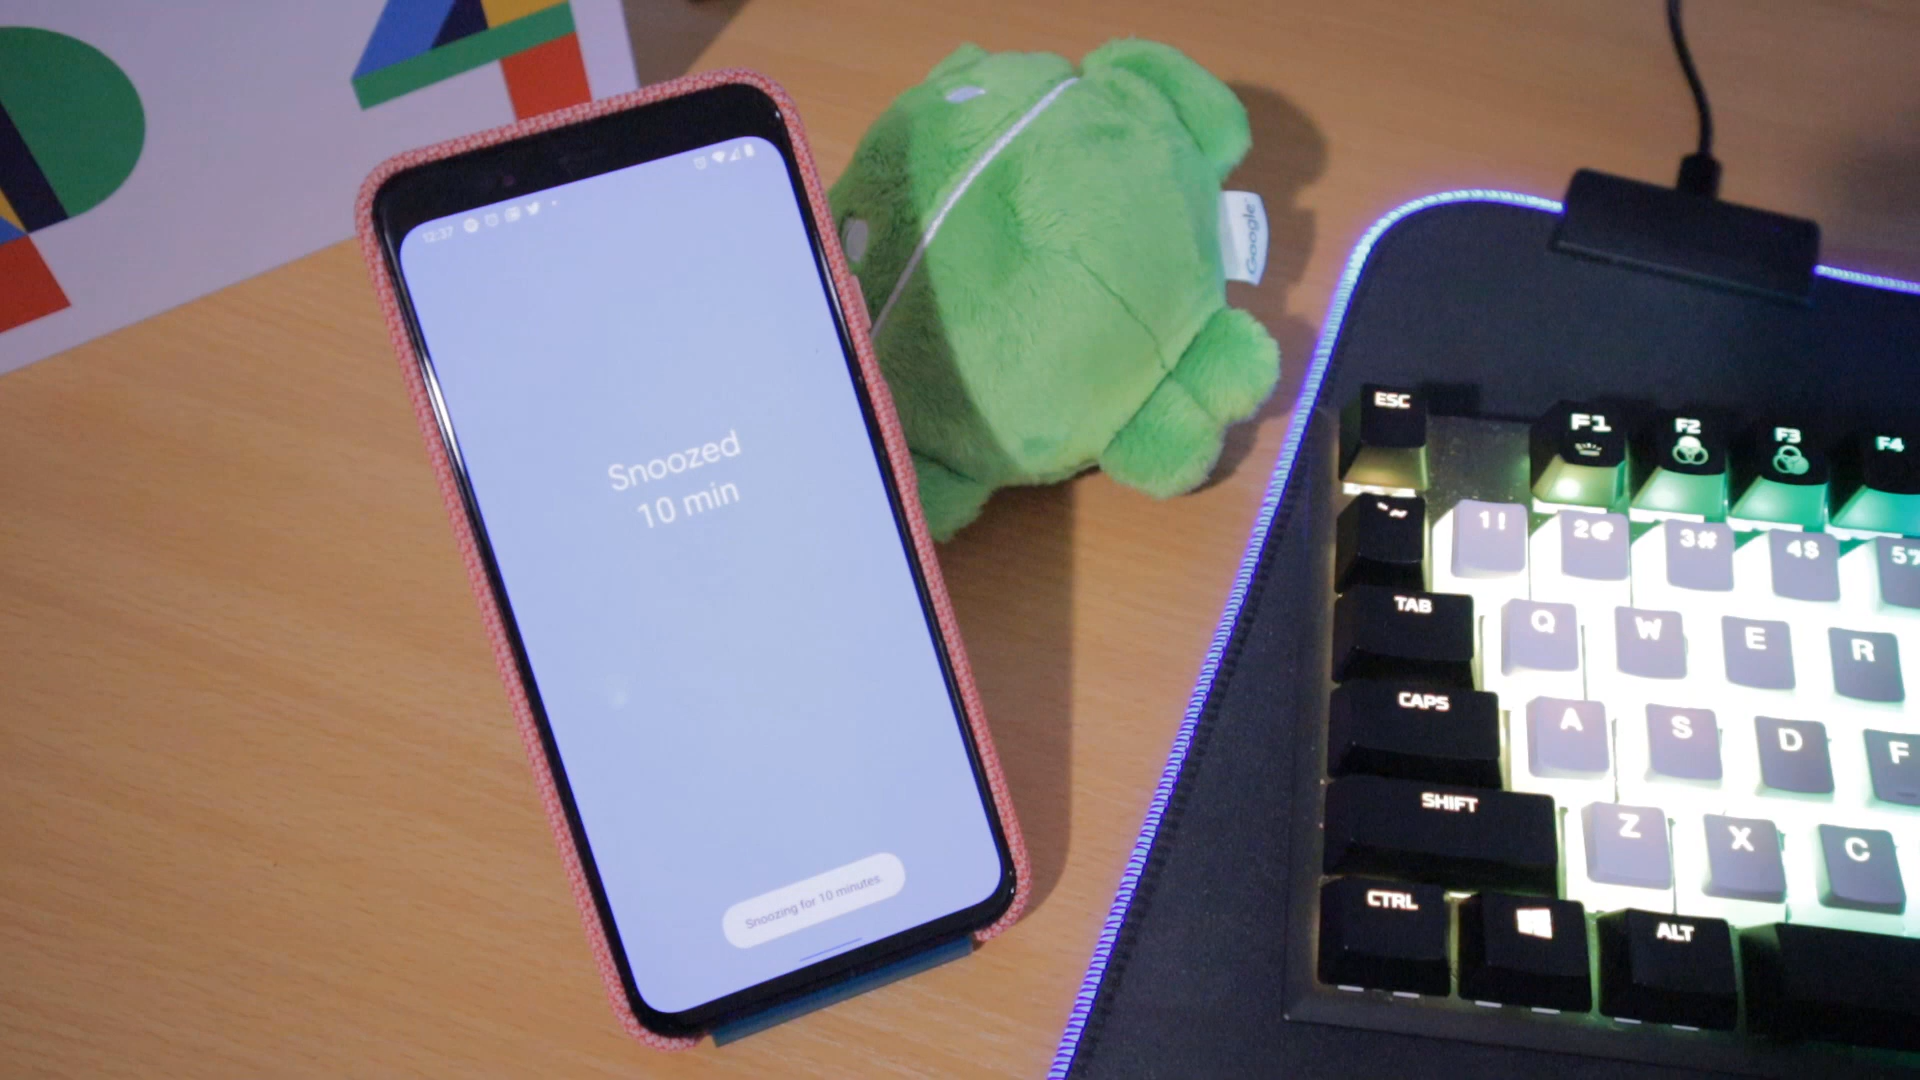 12:37
Snoozed
10 min
Snoozing for 10 minutes.
Google
ESC
F1
F2
F3
F4
`~
1!
2@
3#
4$
5%
TAB
Q
W
E
R
CAPS
A
S
D
F
SHIFT
Z
X
C
CTRL
ALT